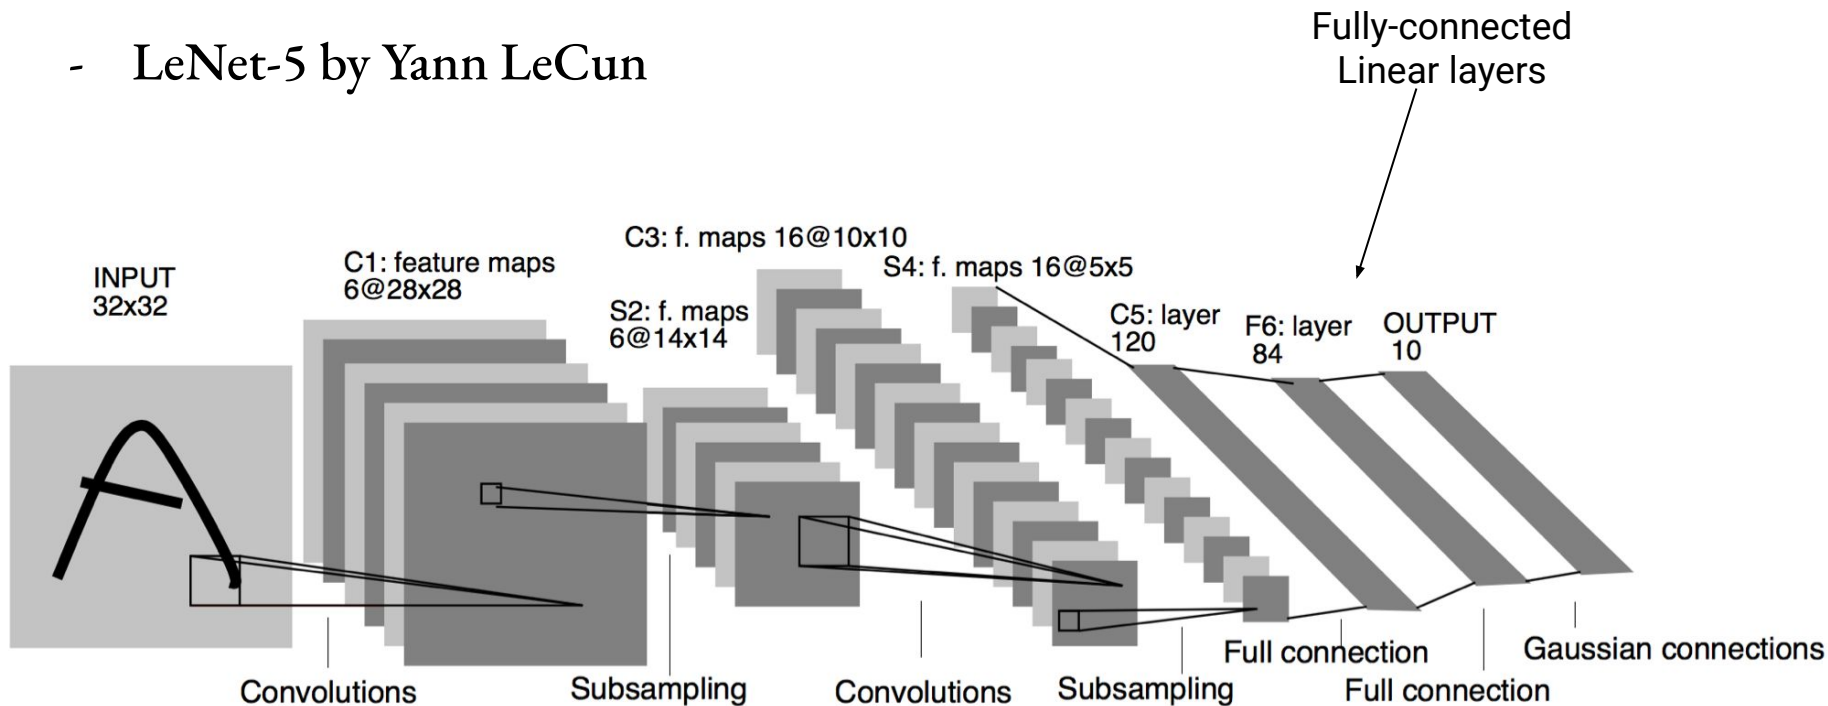 - LeNet-5 by Yann LeCun
Fully-connected
Linear layers
INPUT
32x32
C1: feature maps
6@28x28
S2: f. maps
6@14x14
C3: f. maps 16@10x10
S4: f. maps 16@5x5
C5: layer
120
F6: layer
84
OUTPUT
10
Convolutions
Subsampling
Convolutions
Subsampling
Full connection
Full connection
Gaussian connections